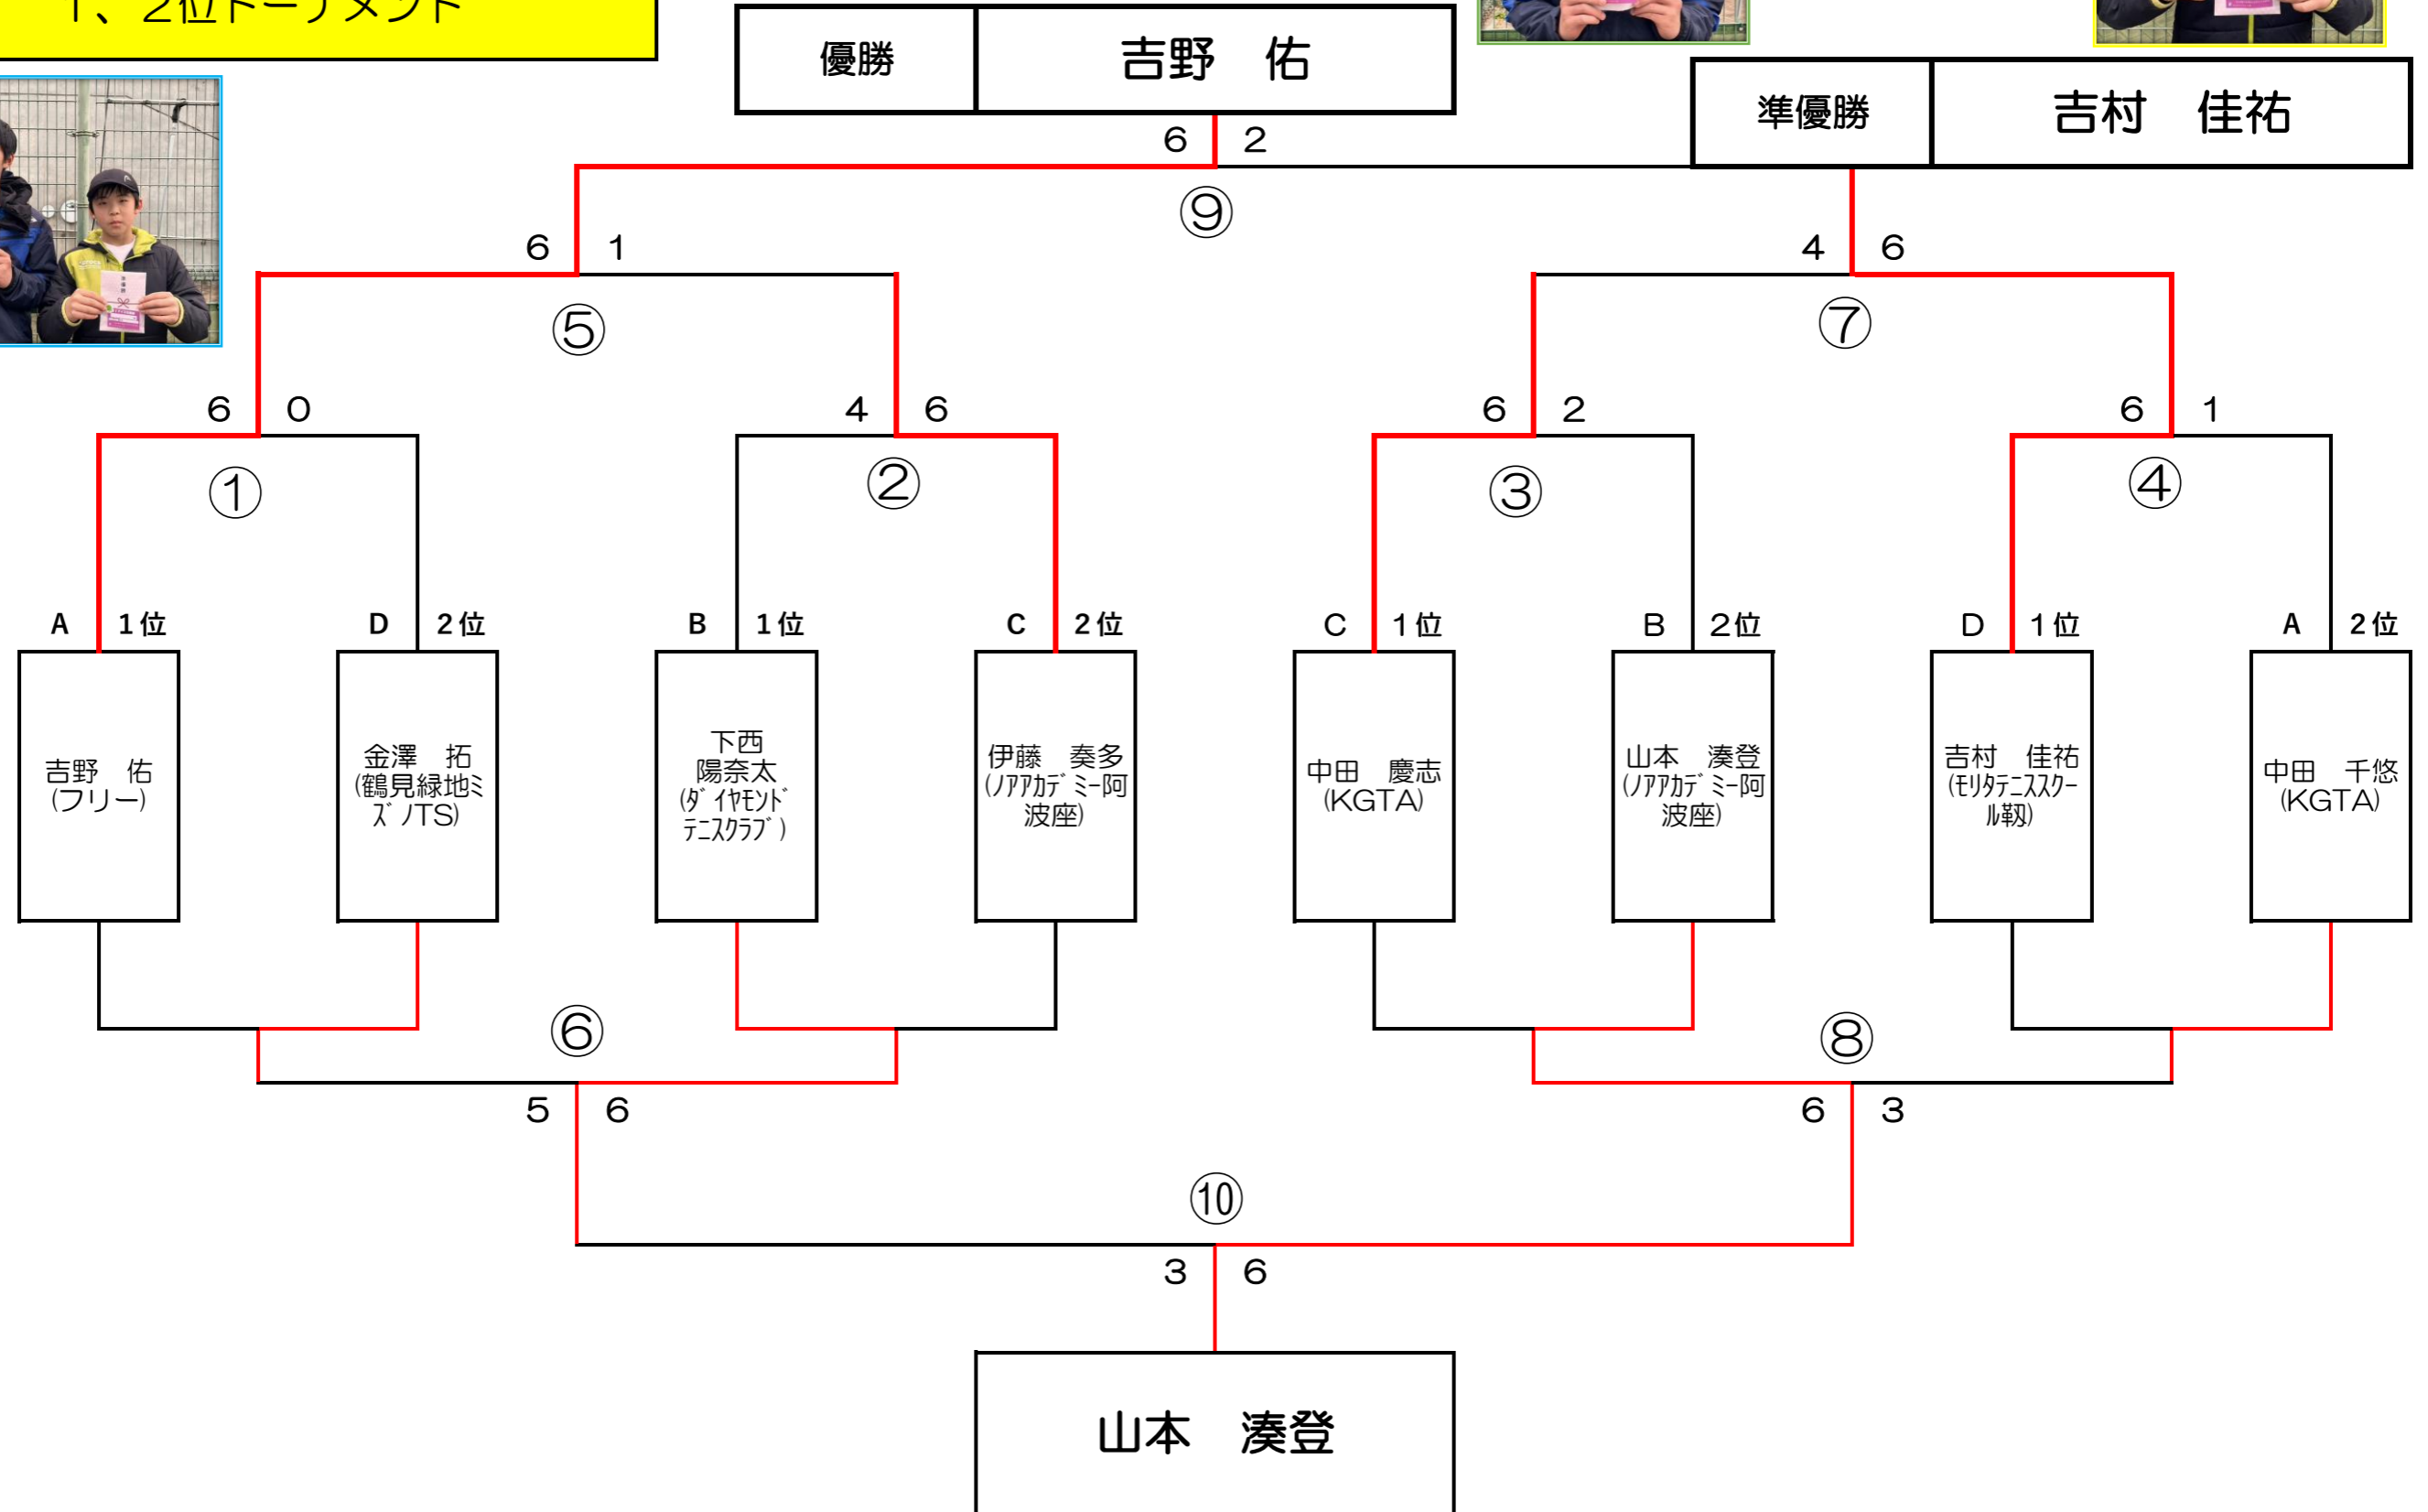 1、2位トーナメント
優勝 吉野 佑
準優勝 吉村 佳祐
6 2
⑨
6 1
4 6
⑤
⑦
6 0
4 6
6 2
6 1
①
②
③
④
A 1位
D 2位
B 1位
C 2位
C 1位
B 2位
D 1位
A 2位
吉野 佑
(フリー)
金澤 拓
(鶴見緑地ミ
ズノTS)
下西
陽奈太
(ダイヤモンド
テニスクラブ)
伊藤 奏多
(ノアアカデミー阿
波座)
中田 慶志
(KGTA)
山本 湊登
(ノアアカデミー阿
波座)
吉村 佳祐
(モリタテニススクー
ル靱)
中田 千悠
(KGTA)
⑥
⑧
5 6
6 3
⑩
3 6
山本 湊登